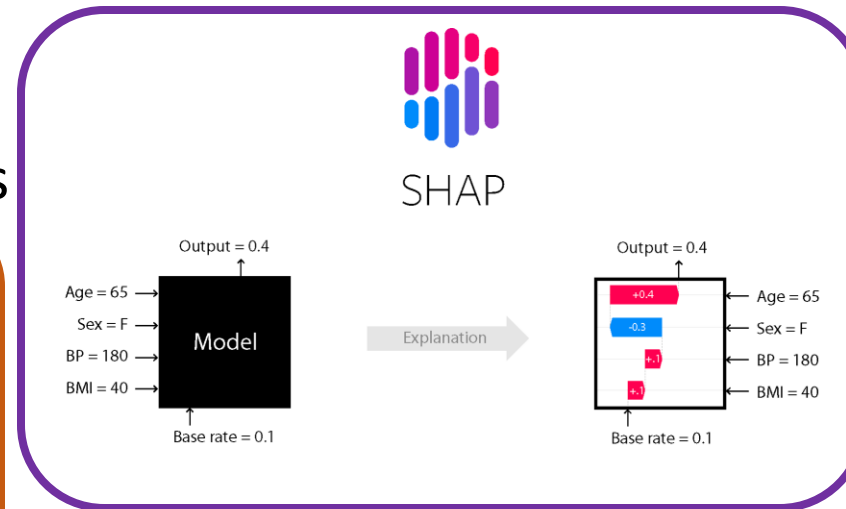 s
SHAP
Output = 0.4
Age = 65
Sex = F
BP = 180
BMI = 40
Model
Base rate = 0.1
Explanation
Output = 0.4
+0.4
Age = 65
-0.3
Sex = F
+.1
BP = 180
+.1
BMI = 40
Base rate = 0.1